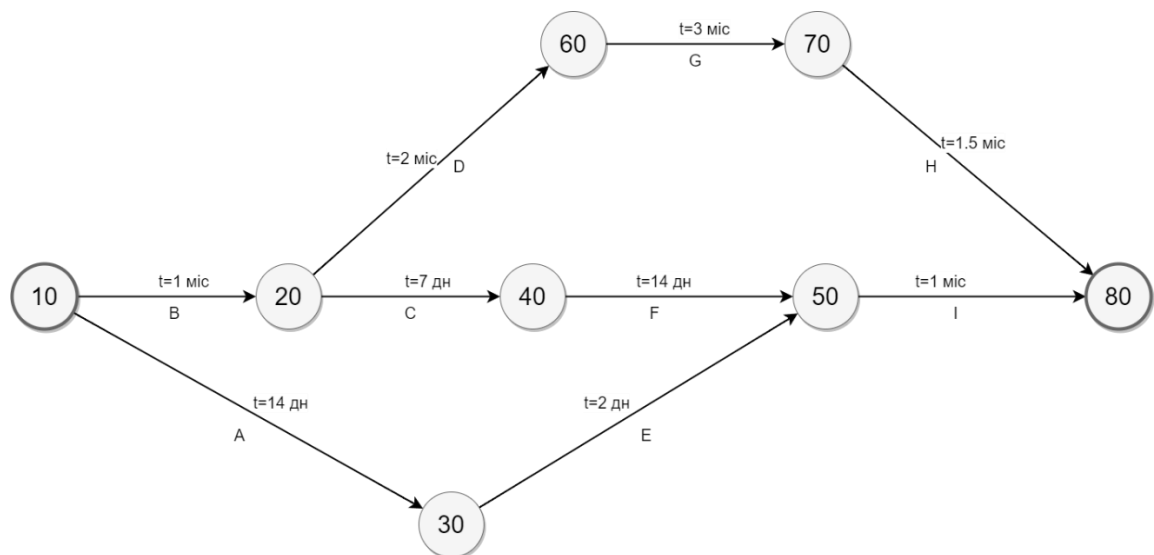 t=3 міс
60
70
G
t=2 міс
D
t=1.5 міс
H
10
t=1 міс
B
20
t=7 дн
C
40
t=14 дн
F
50
t=1 міс
I
80
t=14 дн
A
t=2 дн
E
30